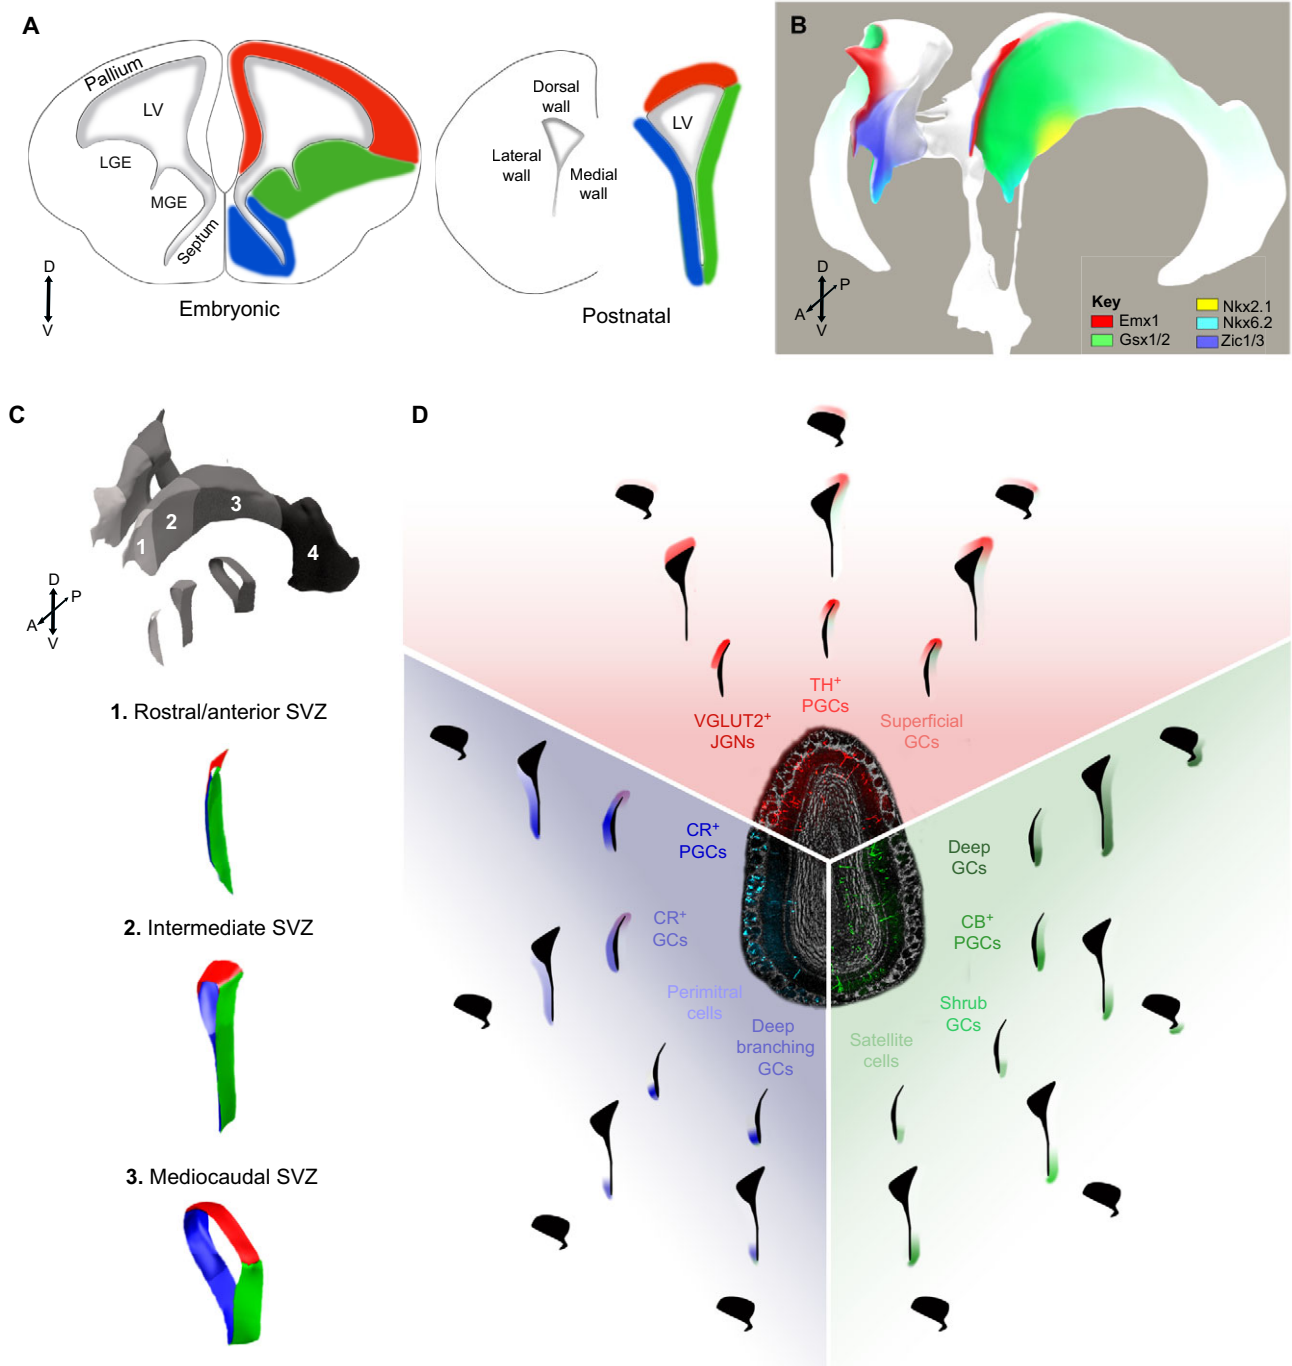 A
Pallium
LV
LGE
MGE
Septum
D
V
Embryonic
Dorsal
wall
Lateral
wall
Medial
wall
LV
Postnatal
B
D
P
A
V
Key
Emx1
Gsx1/2
Nkx2.1
Nkx6.2
Zic1/3
C
1
2
3
4
D
P
A
V
1. Rostral/anterior SVZ
2. Intermediate SVZ
3. Mediocaudal SVZ
D
VGLUT2+
JGNs
TH+
PGCs
Superficial
GCs
CR+
PGCs
CR+
GCs
Perimitral
cells
Deep
branching
GCs
Deep
GCs
CB+
PGCs
Shrub
GCs
Satellite
cells